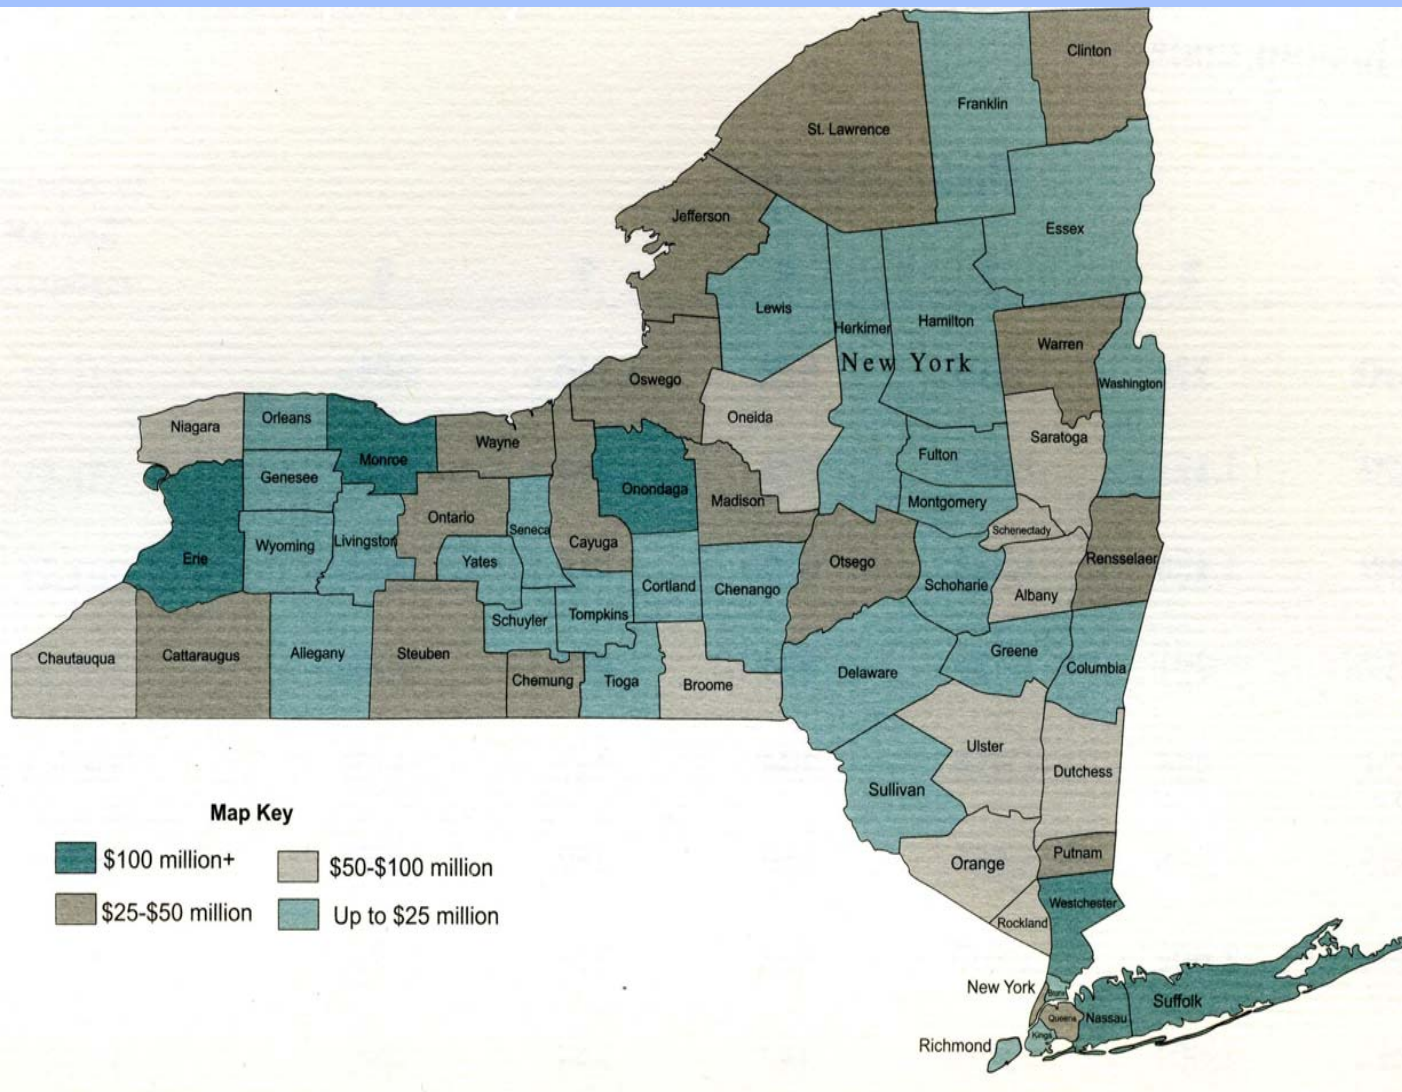 Clinton
Franklin
St. Lawrence
Jefferson
Essex
Lewis
Herkimer
Hamilton
Warren
New York
Oswego
Washington
Oneida
Niagara
Orleans
Saratoga
Wayne
Monroe
Fulton
Genesee
Onondaga
Madison
Montgomery
Ontario
Seneca
Schenectady
Livingston
Wyoming
Cayuga
Erie
Yates
Otsego
Rensselaer
Cortland
Chenango
Schoharie
Albany
Tompkins
Schuyler
Chautauqua
Cattaraugus
Allegany
Steuben
Greene
Columbia
Delaware
Chemung
Tioga
Broome
Ulster
Dutchess
Sullivan
Map Key
$100 million+
$50-$100 million
$25-$50 million
Up to $25 million
Putnam
Orange
Westchester
Rockland
New York
Bronx
Suffolk
Queens
Nassau
Kings
Richmond